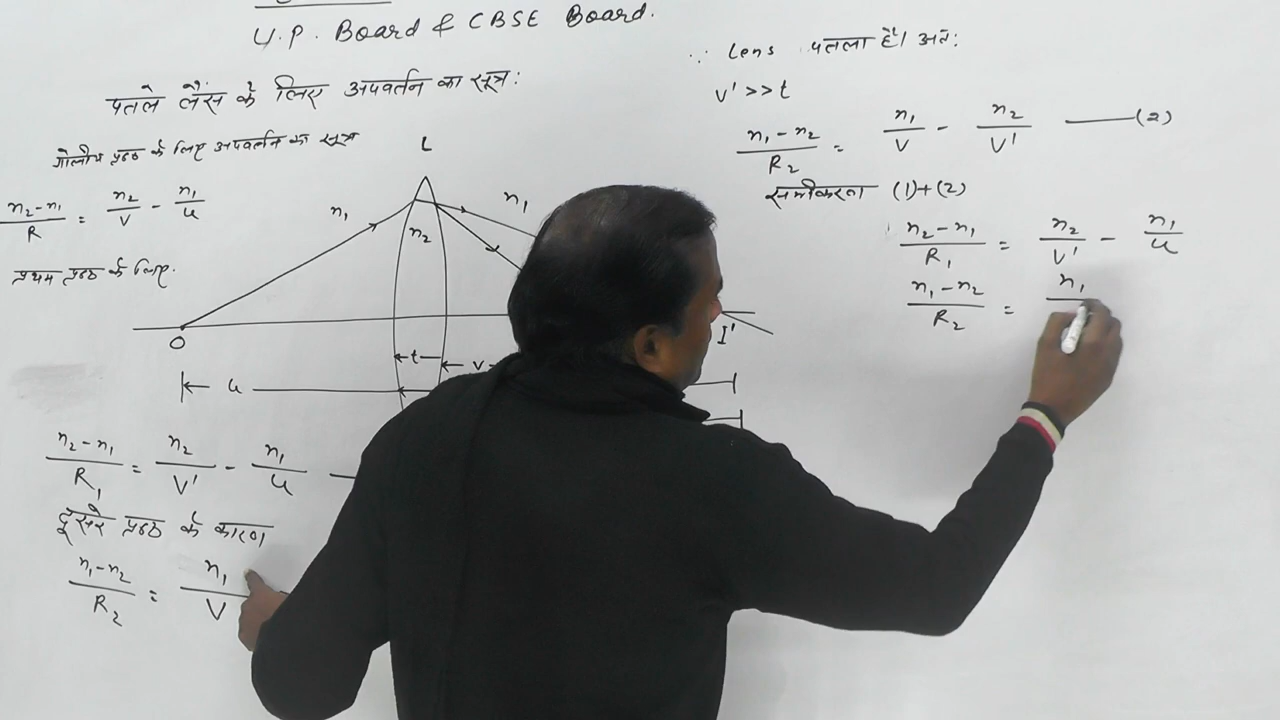 U.P. Board & CBSE Board.
पतले लैंस के लिए अपवर्तन का सूत्र:
गोलीय पृष्ठ के लिए अपवर्तन का सूत्र
n₂-n₁/R = n₂/V - n₁/u
प्रथम पृष्ठ के लिए.
L
n₁
n₁
n₂
O
I'
t
v
u
n₂-n₁/R₁ = n₂/V' - n₁/u
दूसरे पृष्ठ के कारण
n₁-n₂/R₂ = n₁/V
∵ Lens पतला है। अतः
V' >> t
n₁-n₂/R₂ = n₁/V - n₂/V' —(2)
समीकरण (1)+(2)
n₂-n₁/R₁ = n₂/V' - n₁/u
n₁-n₂/R₂ = n₁